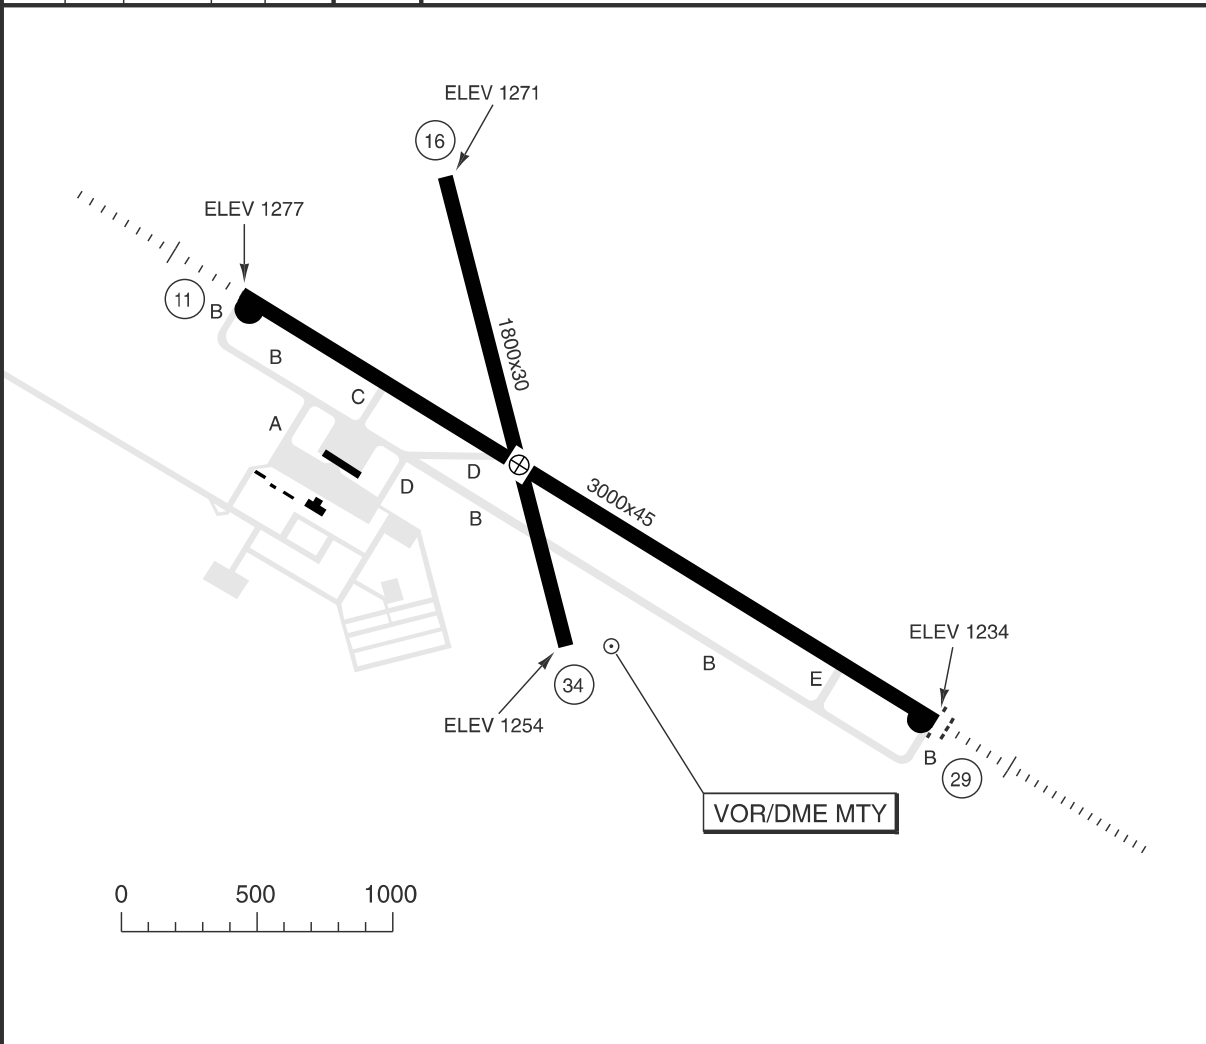 ELEV 1271
16
ELEV 1277
11
B
1800x30
B
C
A
D
D
3000x45
B
ELEV 1234
B
E
34
ELEV 1254
B
29
VOR/DME MTY
0 500 1000